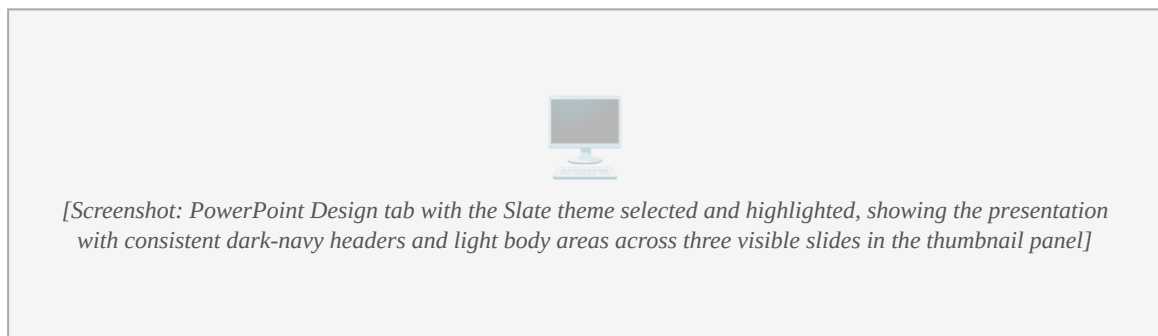 [Screenshot: PowerPoint Design tab with the Slate theme selected and highlighted, showing the presentation
with consistent dark-navy headers and light body areas across three visible slides in the thumbnail panel]